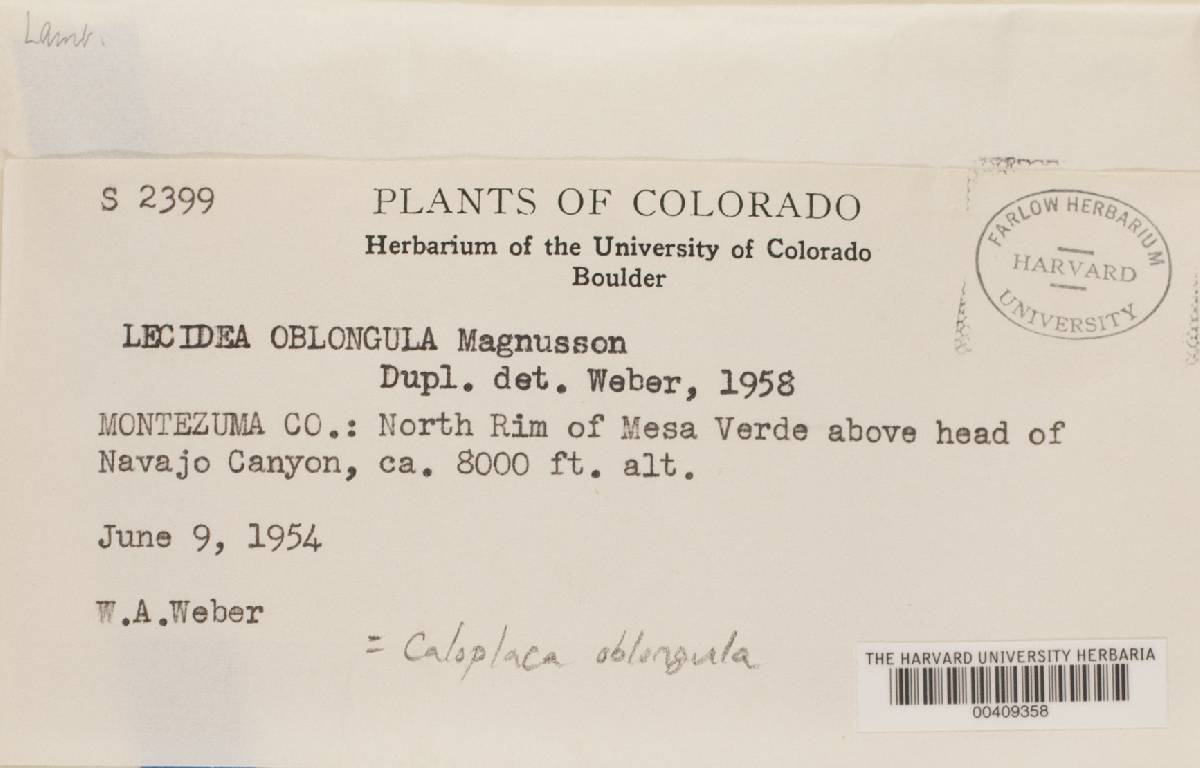 Lamb.
S 2399
PLANTS OF COLORADO
Herbarium of the University of Colorado
Boulder
FARLOW HERBARIUM
HARVARD
UNIVERSITY
LECIDEA OBLONGULA Magnusson
Dupl. det. Weber, 1958
MONTEZUMA CO.: North Rim of Mesa Verde above head of
Navajo Canyon, ca. 8000 ft. alt.
June 9, 1954
W.A.Weber
= Caloplaca oblongula
THE HARVARD UNIVERSITY HERBARIA
00409358